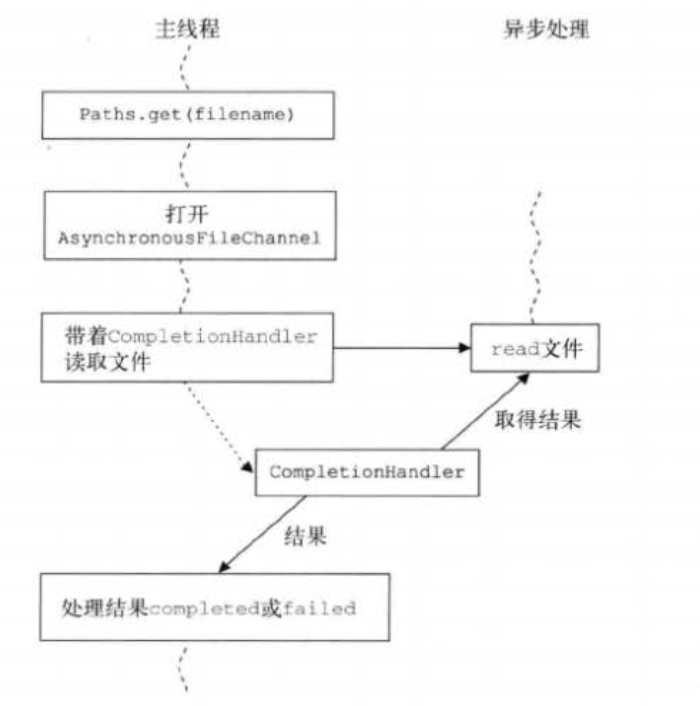 主线程
异步处理
Paths.get(filename)
打开
AsynchronousFileChannel
带着CompletionHandler
读取文件
read文件
取得结果
CompletionHandler
结果
处理结果completed或failed